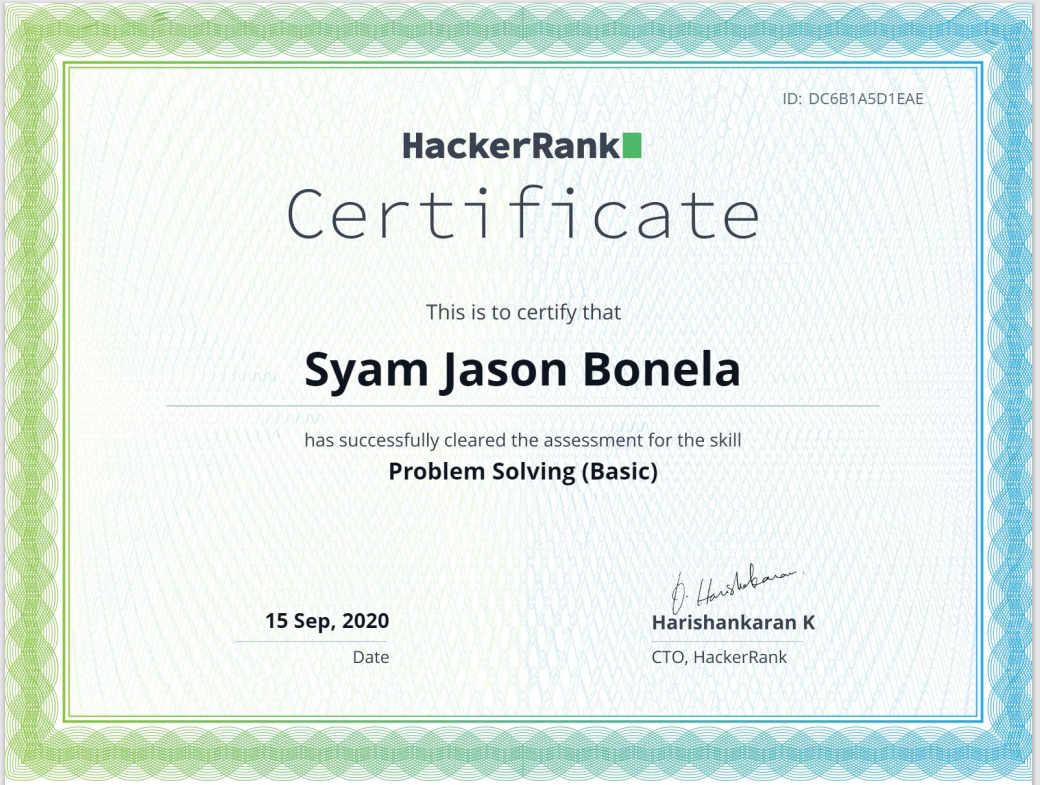 ID: DC6B1A5D1EAE
HackerRank
Certificate
This is to certify that
Syam Jason Bonela
has successfully cleared the assessment for the skill
Problem Solving (Basic)
15 Sep, 2020
Date
Harishankaran K
CTO, HackerRank